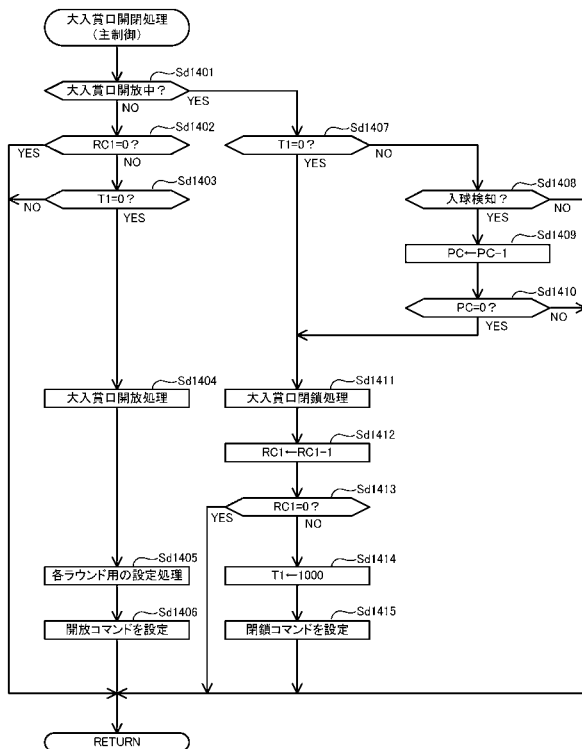 大入賞口開閉処理
(主制御)
Sd1401
大入賞口開放中？
YES
NO
Sd1402
RC1=0？
YES
NO
Sd1403
T1=0？
NO
YES
Sd1407
T1=0？
NO
YES
Sd1408
入球検知？
NO
YES
Sd1409
PC←PC-1
Sd1410
PC=0？
NO
YES
Sd1404
大入賞口開放処理
Sd1411
大入賞口閉鎖処理
Sd1412
RC1←RC1-1
Sd1413
RC1=0？
YES
NO
Sd1405
各ラウンド用の設定処理
Sd1414
T1←1000
Sd1406
開放コマンドを設定
Sd1415
閉鎖コマンドを設定
RETURN